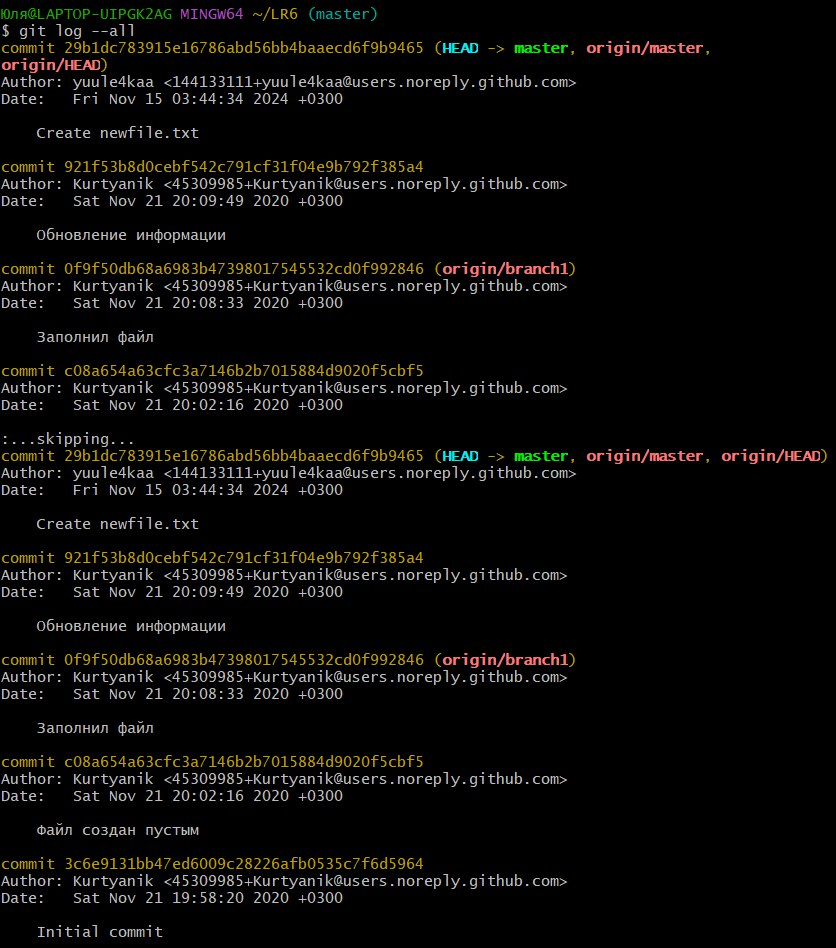 Юля@LAPTOP-UIPGK2AG MINGW64 ~/LR6 (master)
$ git log --all
commit 29b1dc783915e16786abd56bb4baaecd6f9b9465 (HEAD -> master, origin/master,
origin/HEAD)
Author: yuule4kaa <144133111+yuule4kaa@users.noreply.github.com>
Date:   Fri Nov 15 03:44:34 2024 +0300

    Create newfile.txt

commit 921f53b8d0cebf542c791cf31f04e9b792f385a4
Author: Kurtyanik <45309985+Kurtyanik@users.noreply.github.com>
Date:   Sat Nov 21 20:09:49 2020 +0300

    Обновление информации

commit 0f9f50db68a6983b47398017545532cd0f992846 (origin/branch1)
Author: Kurtyanik <45309985+Kurtyanik@users.noreply.github.com>
Date:   Sat Nov 21 20:08:33 2020 +0300

    Заполнил файл

commit c08a654a63cfc3a7146b2b7015884d9020f5cbf5
Author: Kurtyanik <45309985+Kurtyanik@users.noreply.github.com>
Date:   Sat Nov 21 20:02:16 2020 +0300

:...skipping...
commit 29b1dc783915e16786abd56bb4baaecd6f9b9465 (HEAD -> master, origin/master, origin/HEAD)
Author: yuule4kaa <144133111+yuule4kaa@users.noreply.github.com>
Date:   Fri Nov 15 03:44:34 2024 +0300

    Create newfile.txt

commit 921f53b8d0cebf542c791cf31f04e9b792f385a4
Author: Kurtyanik <45309985+Kurtyanik@users.noreply.github.com>
Date:   Sat Nov 21 20:09:49 2020 +0300

    Обновление информации

commit 0f9f50db68a6983b47398017545532cd0f992846 (origin/branch1)
Author: Kurtyanik <45309985+Kurtyanik@users.noreply.github.com>
Date:   Sat Nov 21 20:08:33 2020 +0300

    Заполнил файл

commit c08a654a63cfc3a7146b2b7015884d9020f5cbf5
Author: Kurtyanik <45309985+Kurtyanik@users.noreply.github.com>
Date:   Sat Nov 21 20:02:16 2020 +0300

    Файл создан пустым

commit 3c6e9131bb47ed6009c28226afb0535c7f6d5964
Author: Kurtyanik <45309985+Kurtyanik@users.noreply.github.com>
Date:   Sat Nov 21 19:58:20 2020 +0300

    Initial commit